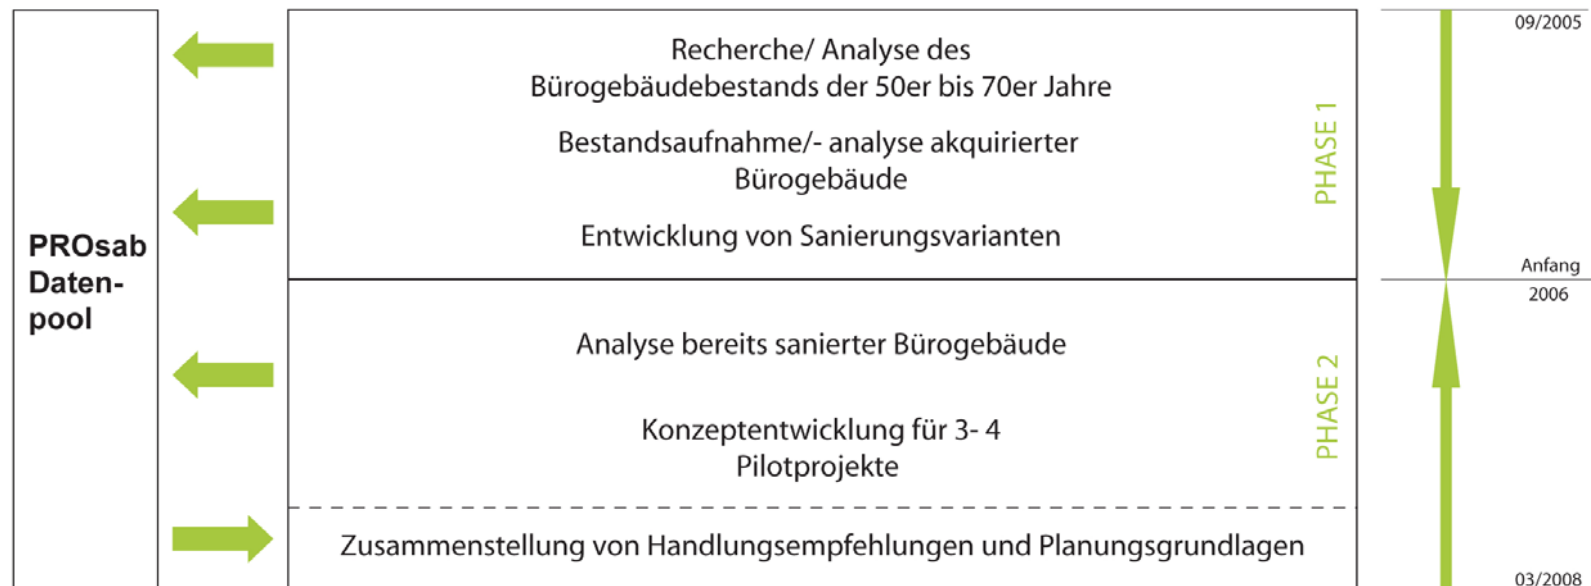 PROsab
Daten-
pool
Recherche/ Analyse des
Bürogebäudebestands der 50er bis 70er Jahre
Bestandsaufnahme/- analyse akquirierter
Bürogebäude
Entwicklung von Sanierungsvarianten
PHASE 1
Analyse bereits sanierter Bürogebäude
Konzeptentwicklung für 3- 4
Pilotprojekte
PHASE 2
Zusammenstellung von Handlungsempfehlungen und Planungsgrundlagen
09/2005
Anfang
2006
03/2008